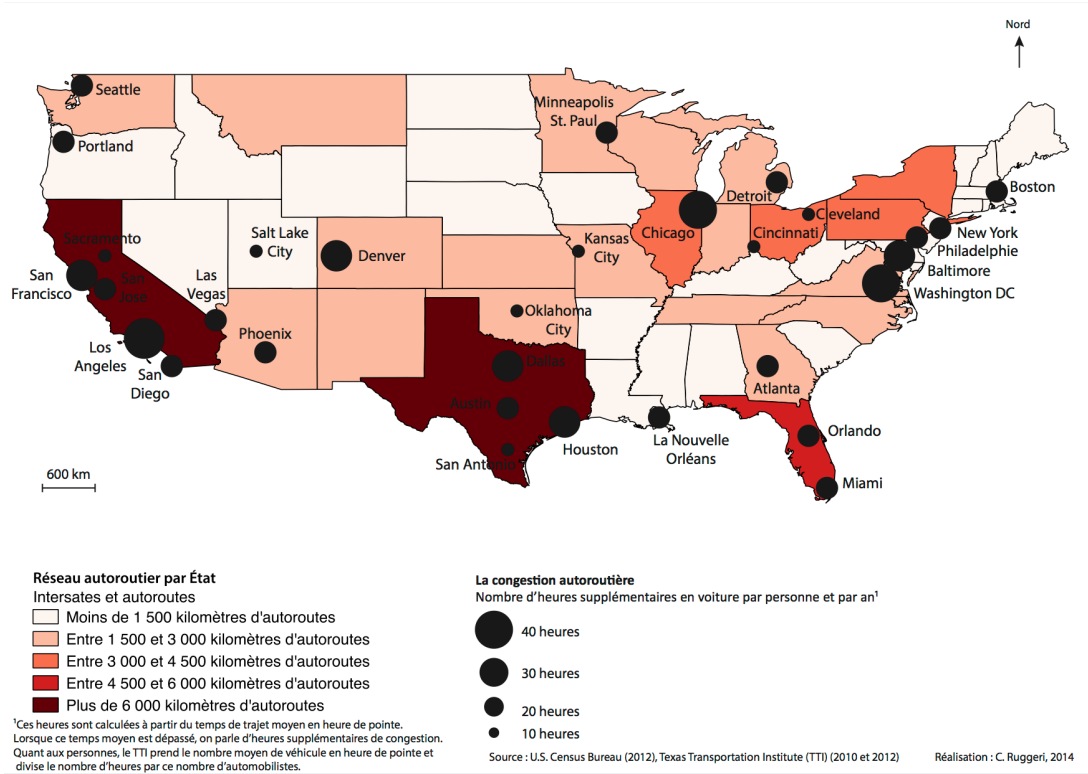 Nord
Seattle
Portland
Minneapolis
St. Paul
Detroit
Boston
Cleveland
New York
Philadelphie
Baltimore
Washington DC
Chicago
Cincinnati
Kansas
City
Salt Lake
City
Denver
Sacramento
San
Francisco
San
Jose
Las
Vegas
Los
Angeles
San
Diego
Phoenix
Oklahoma
City
Dallas
Austin
San Antonio
Houston
La Nouvelle
Orléans
Atlanta
Orlando
Miami
600 km
Réseau autoroutier par État
Intersates et autoroutes
Moins de 1 500 kilomètres d'autoroutes
Entre 1 500 et 3 000 kilomètres d'autoroutes
Entre 3 000 et 4 500 kilomètres d'autoroutes
Entre 4 500 et 6 000 kilomètres d'autoroutes
Plus de 6 000 kilomètres d'autoroutes
La congestion autoroutière
Nombre d'heures supplémentaires en voiture par personne et par an¹
40 heures
30 heures
20 heures
10 heures
¹Ces heures sont calculées à partir du temps de trajet moyen en heure de pointe.
Lorsque ce temps moyen est dépassé, on parle d'heures supplémentaires de congestion.
Quant aux personnes, le TTI prend le nombre moyen de véhicule en heure de pointe et
divise le nombre d'heures par ce nombre d'automobilistes.
Source : U.S. Census Bureau (2012), Texas Transportation Institute (TTI) (2010 et 2012)
Réalisation : C. Ruggeri, 2014